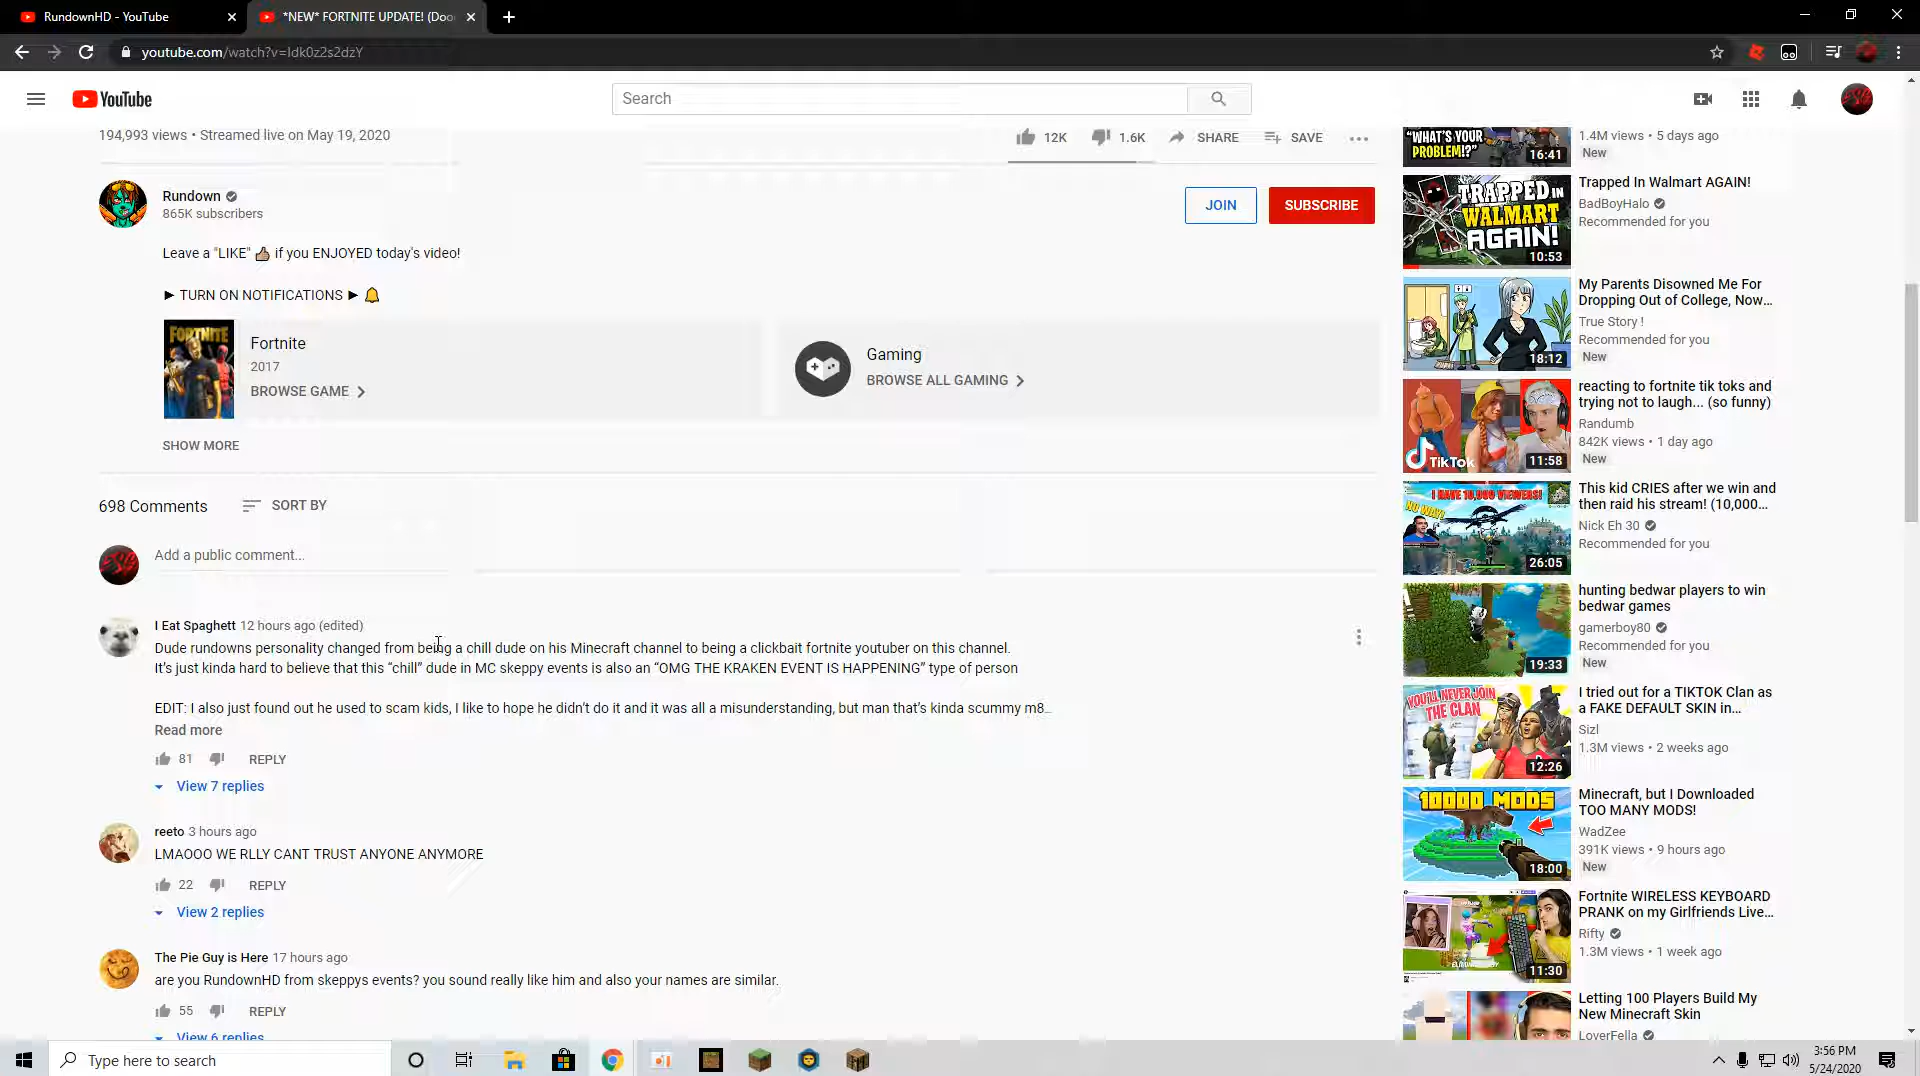 RundownHD - YouTube
*NEW* FORTNITE UPDATE! (Doo
youtube.com/watch?v=Idk0z2s2dzY
YouTube
Search
194,993 views • Streamed live on May 19, 2020
12K
1.6K
SHARE
SAVE
Rundown
865K subscribers
JOIN
SUBSCRIBE
Leave a "LIKE" 👍 if you ENJOYED today's video!
► TURN ON NOTIFICATIONS ► 🔔
FORTNITE
Fortnite
2017
BROWSE GAME
Gaming
BROWSE ALL GAMING
SHOW MORE
698 Comments
SORT BY
Add a public comment...
I Eat Spaghett 12 hours ago (edited)
Dude rundowns personality changed from being a chill dude on his Minecraft channel to being a clickbait fortnite youtuber on this channel.
It's just kinda hard to believe that this “chill” dude in MC skeppy events is also an “OMG THE KRAKEN EVENT IS HAPPENING” type of person
EDIT: I also just found out he used to scam kids, I like to hope he didn't do it and it was all a misunderstanding, but man that's kinda scummy m8...
Read more
81
REPLY
View 7 replies
reeto 3 hours ago
LMAOOO WE RLLY CANT TRUST ANYONE ANYMORE
22
REPLY
View 2 replies
The Pie Guy is Here 17 hours ago
are you RundownHD from skeppys events? you sound really like him and also your names are similar.
55
REPLY
View 6 replies
"WHAT'S YOUR
PROBLEM!?"
16:41
1.4M views • 5 days ago
New
TRAPPED IN
WALMART
AGAIN!
10:53
Trapped In Walmart AGAIN!
BadBoyHalo
Recommended for you
18:12
My Parents Disowned Me For
Dropping Out of College, Now...
True Story !
Recommended for you
New
TikTok
11:58
reacting to fortnite tik toks and
trying not to laugh... (so funny)
Randumb
842K views • 1 day ago
New
I HAVE 10,000 VIEWERS!
NO WAY!
26:05
This kid CRIES after we win and
then raid his stream! (10,000...
Nick Eh 30
Recommended for you
19:33
hunting bedwar players to win
bedwar games
gamerboy80
Recommended for you
New
YOU'LL NEVER JOIN
THE CLAN
12:26
I tried out for a TIKTOK Clan as
a FAKE DEFAULT SKIN in...
Sizl
1.3M views • 2 weeks ago
10000 MODS
18:00
Minecraft, but I Downloaded
TOO MANY MODS!
WadZee
391K views • 9 hours ago
New
11:30
Fortnite WIRELESS KEYBOARD
PRANK on my Girlfriends Live...
Rifty
1.3M views • 1 week ago
Letting 100 Players Build My
New Minecraft Skin
LoverFella
Type here to search
3:56 PM
5/24/2020